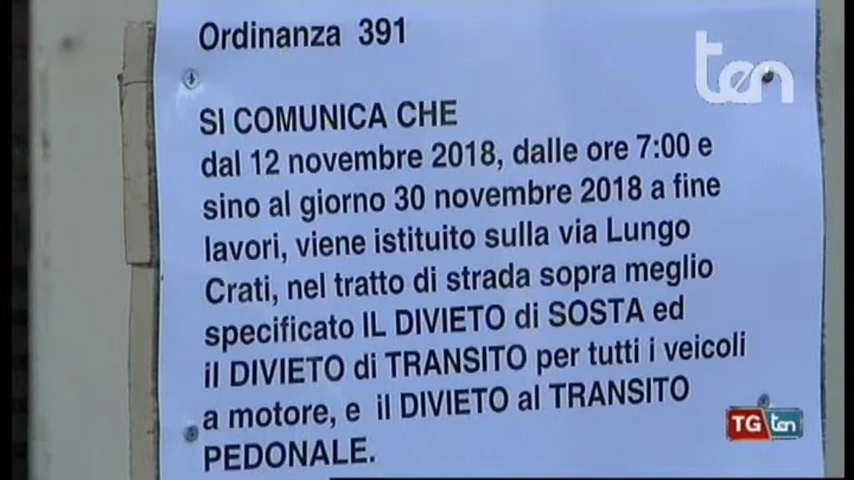 Ordinanza 391
ten
SI COMUNICA CHE
dal 12 novembre 2018, dalle ore 7:00 e
sino al giorno 30 novembre 2018 a fine
lavori, viene istituito sulla via Lungo
Crati, nel tratto di strada sopra meglio
specificato IL DIVIETO di SOSTA ed
il DIVIETO di TRANSITO per tutti i veicoli
a motore, e il DIVIETO al TRANSITO
PEDONALE.
TG ten